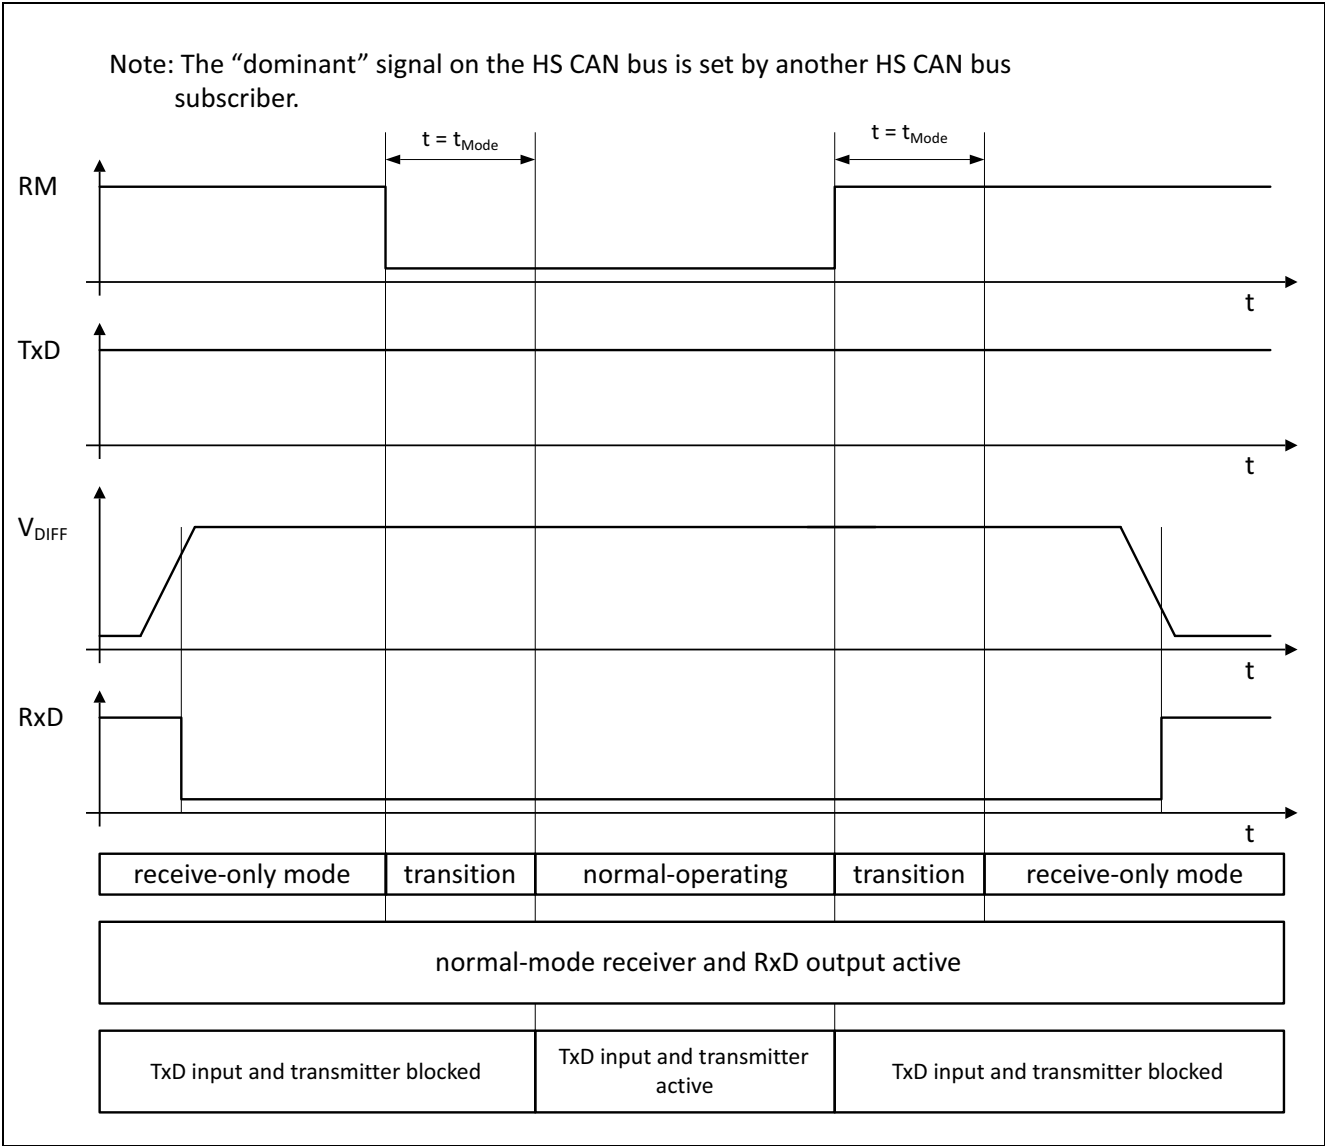 Note: The “dominant” signal on the HS CAN bus is set by another HS CAN bus
subscriber.
t = tMode
t = tMode
RM
t
TxD
t
VDIFF
t
RxD
t
receive-only mode
transition
normal-operating
transition
receive-only mode
normal-mode receiver and RxD output active
TxD input and transmitter blocked
TxD input and transmitter
active
TxD input and transmitter blocked